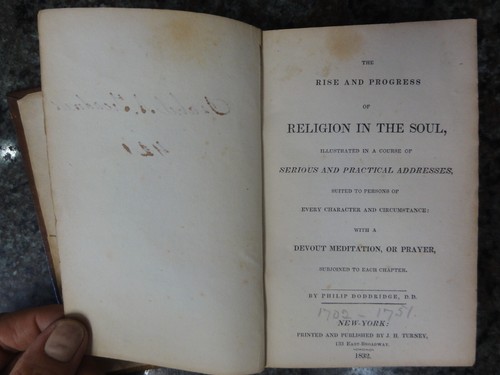 THE
RISE AND PROGRESS
OF
RELIGION IN THE SOUL,
ILLUSTRATED IN A COURSE OF
SERIOUS AND PRACTICAL ADDRESSES,
SUITED TO PERSONS OF
EVERY CHARACTER AND CIRCUMSTANCE:
WITH A
DEVOUT MEDITATION, OR PRAYER,
SUBJOINED TO EACH CHAPTER.
BY PHILIP DODDRIDGE, D.D.
1702 - 1751.
NEW-YORK:
PRINTED AND PUBLISHED BY J. H. TURNEY,
133 EAST BROADWAY.
1832.